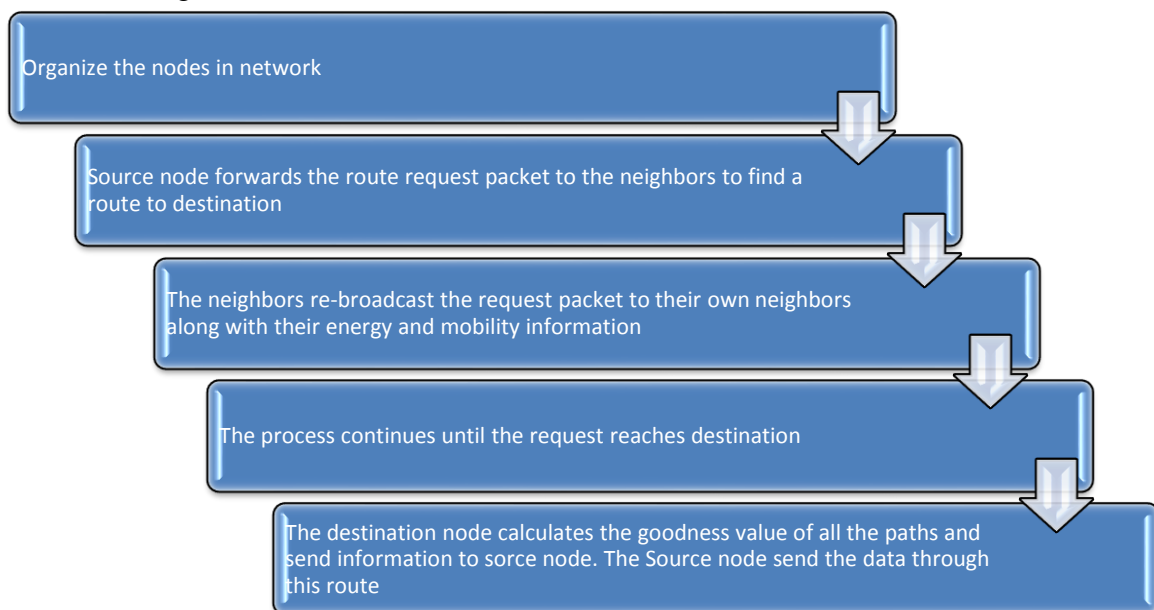 Organize the nodes in network
Source node forwards the route request packet to the neighbors to find a
route to destination
The neighbors re-broadcast the request packet to their own neighbors
along with their energy and mobility information
The process continues until the request reaches destination
The destination node calculates the goodness value of all the paths and
send information to sorce node. The Source node send the data through
this route